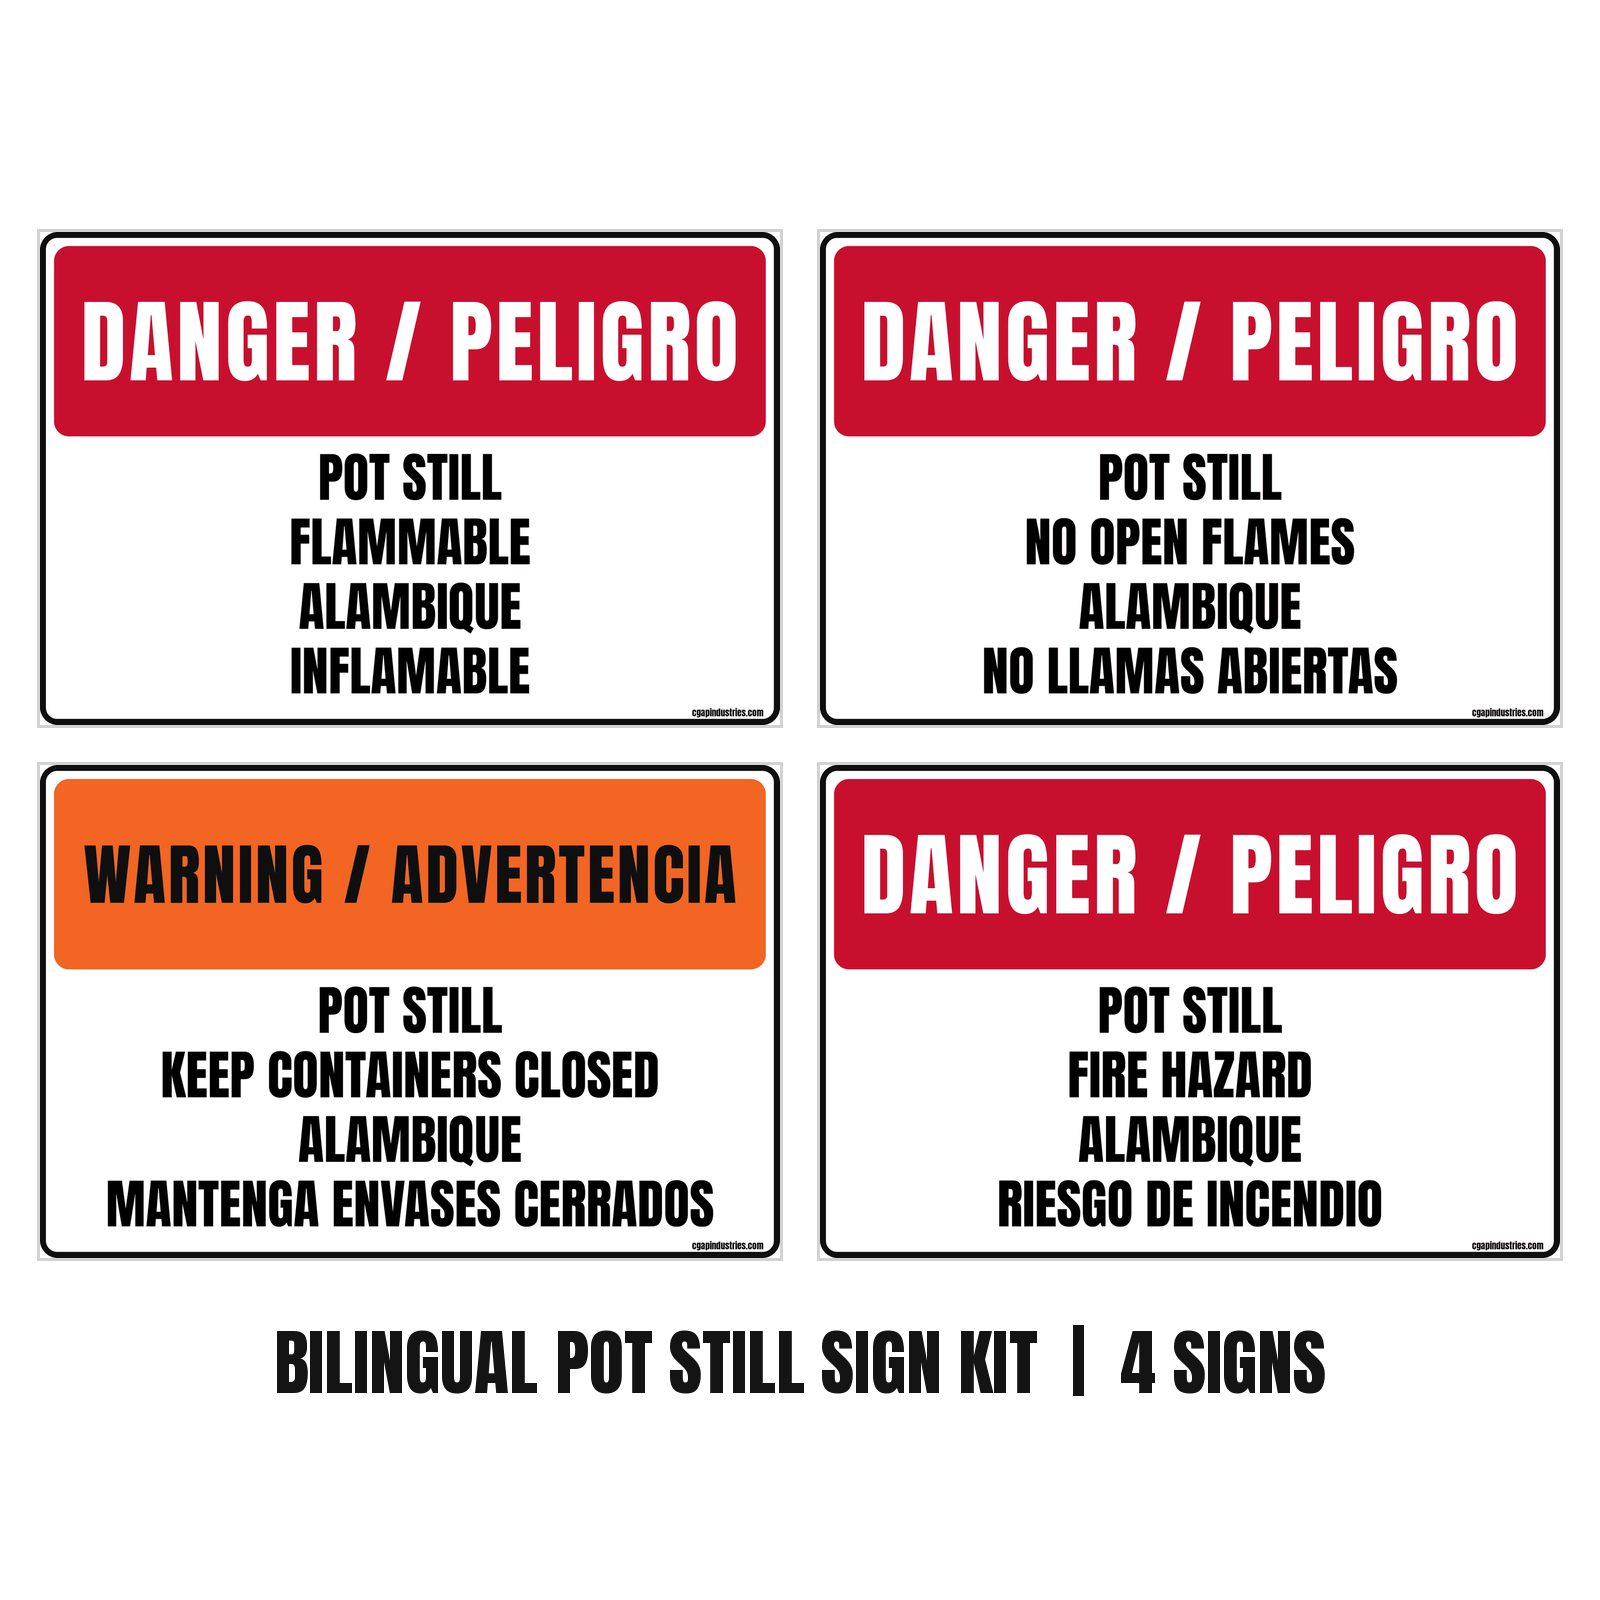 DANGER / PELIGRO
POT STILL
FLAMMABLE
ALAMBIQUE
INFLAMABLE
cgapindustries.com
DANGER / PELIGRO
POT STILL
NO OPEN FLAMES
ALAMBIQUE
NO LLAMAS ABIERTAS
cgapindustries.com
WARNING / ADVERTENCIA
POT STILL
KEEP CONTAINERS CLOSED
ALAMBIQUE
MANTENGA ENVASES CERRADOS
cgapindustries.com
DANGER / PELIGRO
POT STILL
FIRE HAZARD
ALAMBIQUE
RIESGO DE INCENDIO
cgapindustries.com
BILINGUAL POT STILL SIGN KIT | 4 SIGNS